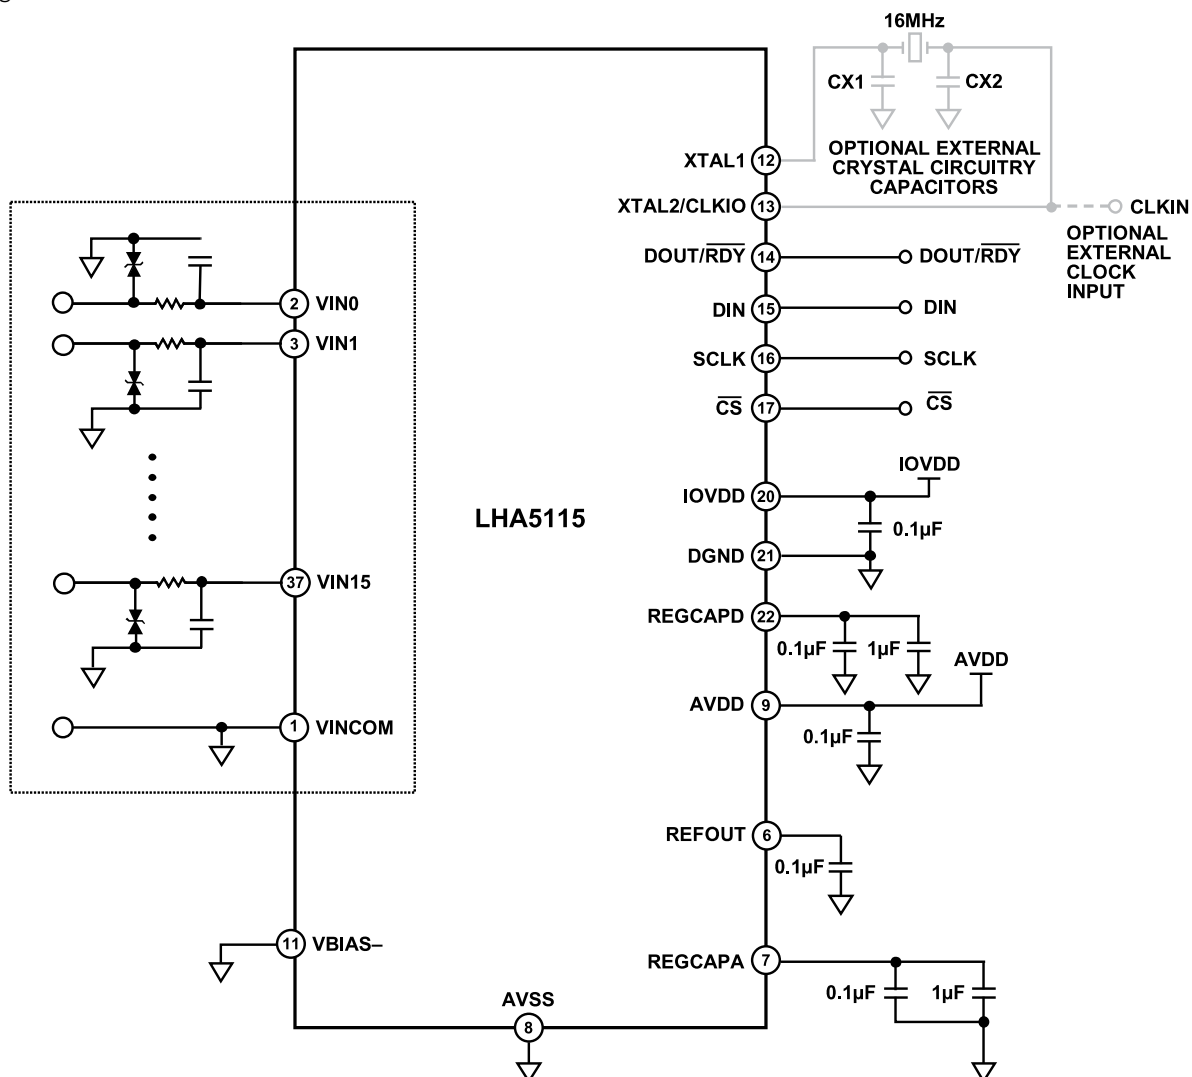 16MHz
CX1
CX2
OPTIONAL EXTERNAL
CRYSTAL CIRCUITRY
CAPACITORS
XTAL1
12
XTAL2/CLKIO
13
CLKIN
OPTIONAL
EXTERNAL
CLOCK
INPUT
DOUT/RDY
14
DOUT/RDY
DIN
15
DIN
SCLK
16
SCLK
CS
17
CS
2
VIN0
3
VIN1
37
VIN15
1
VINCOM
11
VBIAS–
LHA5115
IOVDD
IOVDD
20
0.1µF
DGND
21
REGCAPD
22
0.1µF
1µF
AVDD
AVDD
9
0.1µF
REFOUT
6
0.1µF
REGCAPA
7
0.1µF
1µF
AVSS
8